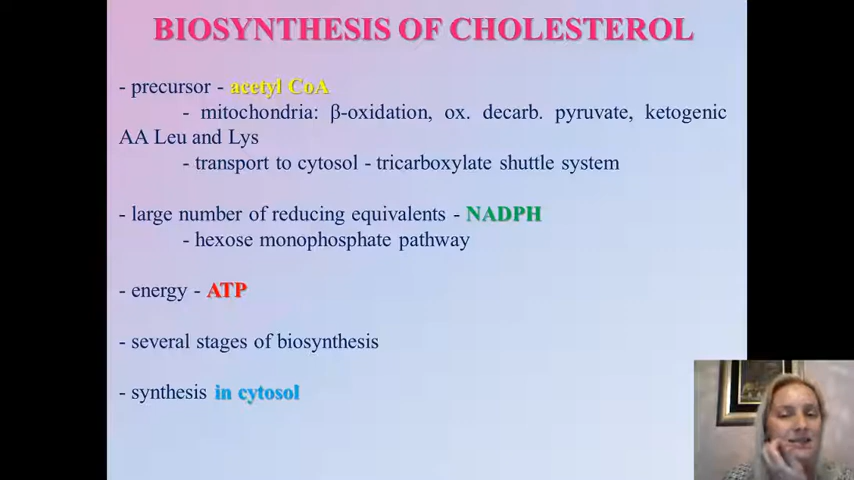 BIOSYNTHESIS OF CHOLESTEROL
- precursor - acetyl CoA
- mitochondria: β-oxidation, ox. decarb. pyruvate, ketogenic
AA Leu and Lys
- transport to cytosol - tricarboxylate shuttle system
- large number of reducing equivalents - NADPH
- hexose monophosphate pathway
- energy - ATP
- several stages of biosynthesis
- synthesis in cytosol